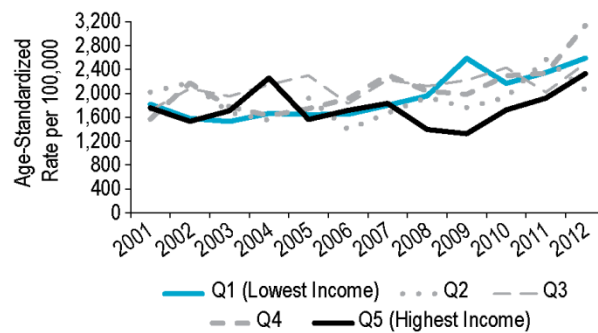 Age-Standardized
Rate per 100,000
3,200
2,800
2,400
2,000
1,600
1,200
800
400
0
2001 2002 2003 2004 2005 2006 2007 2008 2009 2010 2011 2012
Q1 (Lowest Income) Q2 Q3
Q4 Q5 (Highest Income)